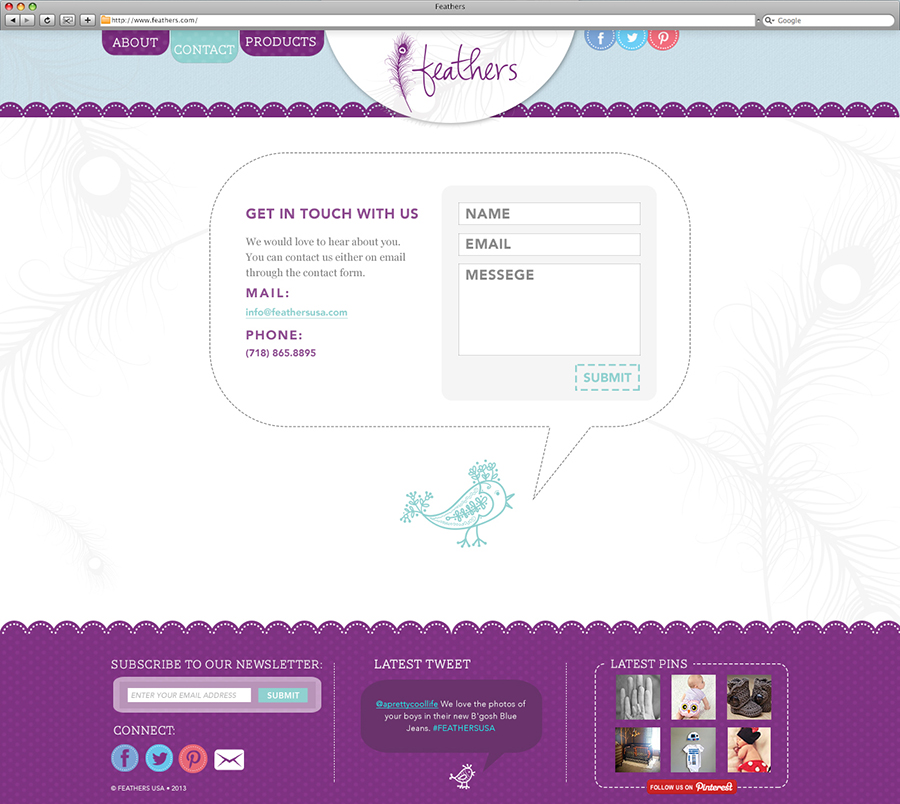 Feathers
http://www.feathers.com/
Google
ABOUT
CONTACT
PRODUCTS
feathers
GET IN TOUCH WITH US
We would love to hear about you.
You can contact us either on email
through the contact form.
MAIL:
info@feathersusa.com
PHONE:
(718) 865.8895
NAME
EMAIL
MESSEGE
SUBMIT
SUBSCRIBE TO OUR NEWSLETTER:
ENTER YOUR EMAIL ADDRESS
SUBMIT
CONNECT:
© FEATHERS USA • 2013
LATEST TWEET
@aprettycoollife We love the photos of
your boys in their new B'gosh Blue
Jeans. #FEATHERSUSA
LATEST PINS
FOLLOW US ON Pinterest